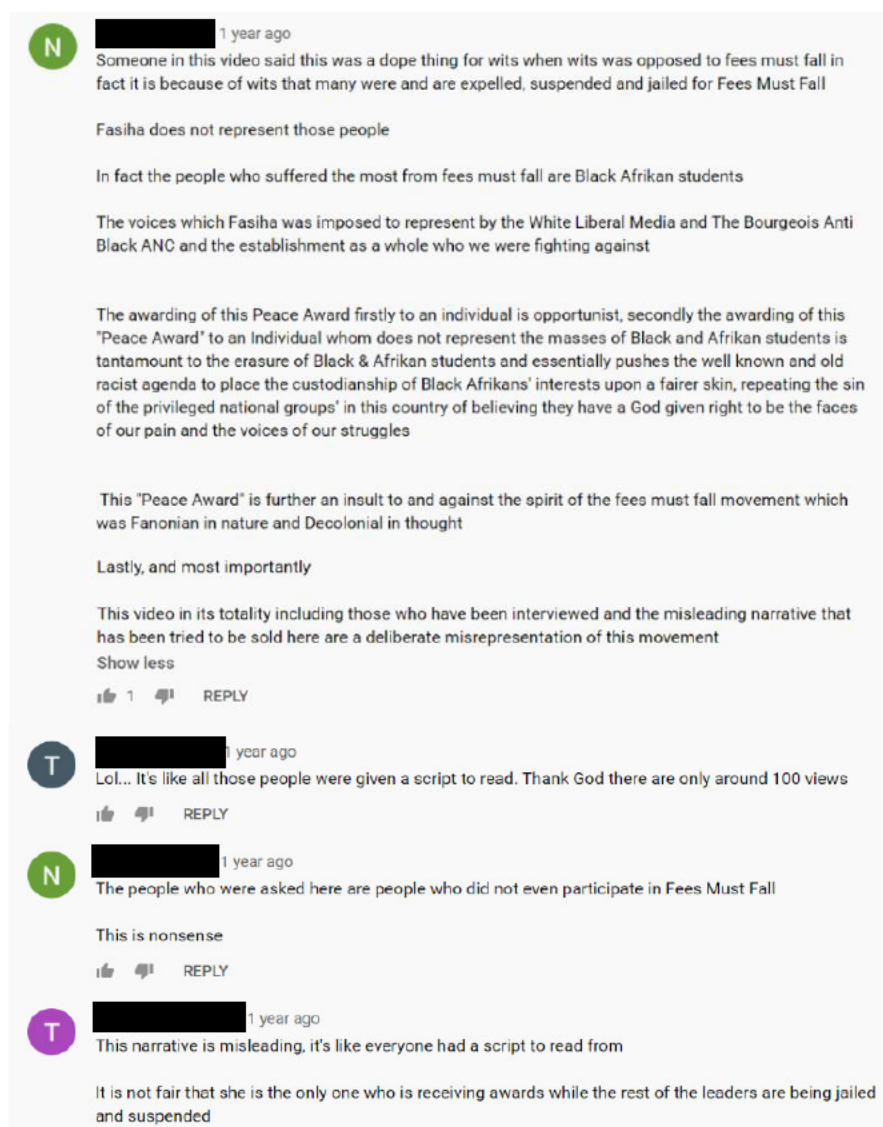 N
1 year ago
Someone in this video said this was a dope thing for wits when wits was opposed to fees must fall in
fact it is because of wits that many were and are expelled, suspended and jailed for Fees Must Fall
Fasiha does not represent those people
In fact the people who suffered the most from fees must fall are Black Afrikan students
The voices which Fasiha was imposed to represent by the White Liberal Media and The Bourgeois Anti
Black ANC and the establishment as a whole who we were fighting against
The awarding of this Peace Award firstly to an individual is opportunist, secondly the awarding of this
"Peace Award" to an Individual whom does not represent the masses of Black and Afrikan students is
tantamount to the erasure of Black & Afrikan students and essentially pushes the well known and old
racist agenda to place the custodianship of Black Afrikans' interests upon a fairer skin, repeating the sin
of the privileged national groups' in this country of believing they have a God given right to be the faces
of our pain and the voices of our struggles
This "Peace Award" is further an insult to and against the spirit of the fees must fall movement which
was Fanonian in nature and Decolonial in thought
Lastly, and most importantly
This video in its totality including those who have been interviewed and the misleading narrative that
has been tried to be sold here are a deliberate misrepresentation of this movement
Show less
1 REPLY
T
1 year ago
Lol... It's like all those people were given a script to read. Thank God there are only around 100 views
REPLY
N
1 year ago
The people who were asked here are people who did not even participate in Fees Must Fall
This is nonsense
REPLY
T
1 year ago
This narrative is misleading, it's like everyone had a script to read from
It is not fair that she is the only one who is receiving awards while the rest of the leaders are being jailed
and suspended